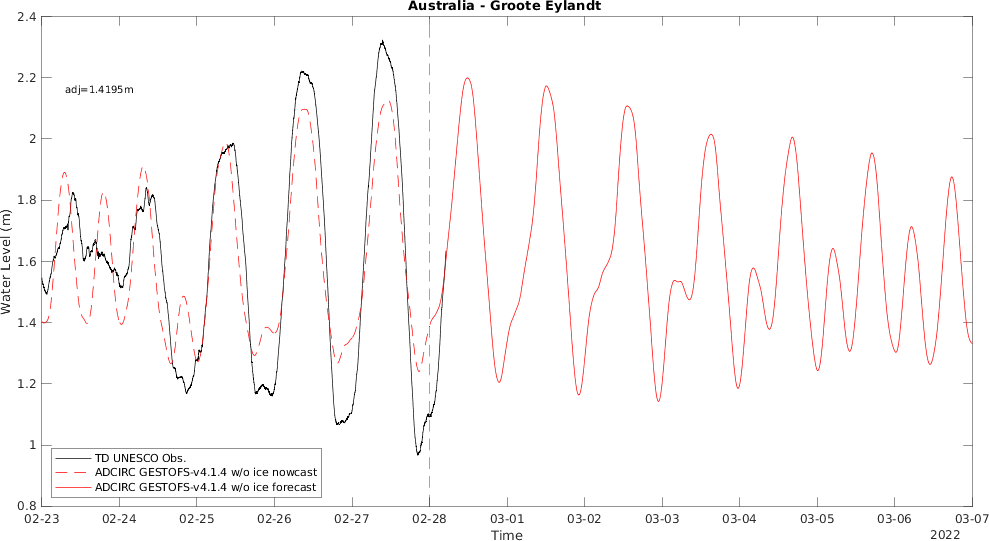 Australia - Groote Eylandt
2.4
2.2
2
1.8
1.6
1.4
1.2
1
0.8
Water Level (m)
adj=1.4195m
TD UNESCO Obs.
ADCIRC GESTOFS-v4.1.4 w/o ice nowcast
ADCIRC GESTOFS-v4.1.4 w/o ice forecast
02-23 02-24 02-25 02-26 02-27 02-28 03-01 03-02 03-03 03-04 03-05 03-06 03-07
Time
2022